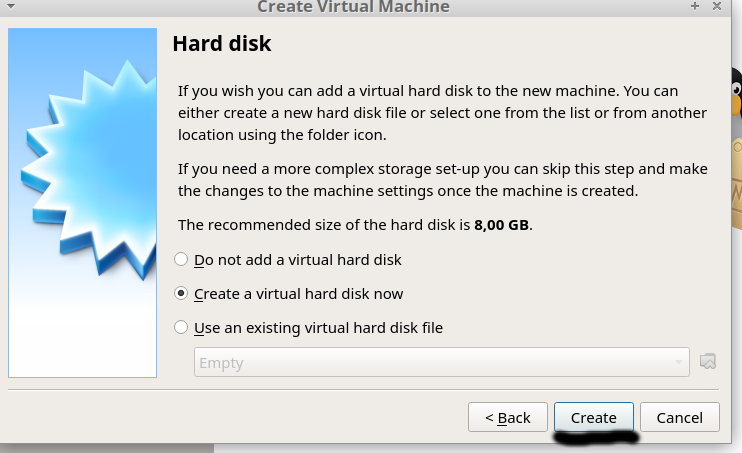 Create Virtual Machine
Hard disk
If you wish you can add a virtual hard disk to the new machine. You can
either create a new hard disk file or select one from the list or from another
location using the folder icon.
If you need a more complex storage set-up you can skip this step and make
the changes to the machine settings once the machine is created.
The recommended size of the hard disk is 8,00 GB.
Do not add a virtual hard disk
Create a virtual hard disk now
Use an existing virtual hard disk file
Empty
< Back Create Cancel